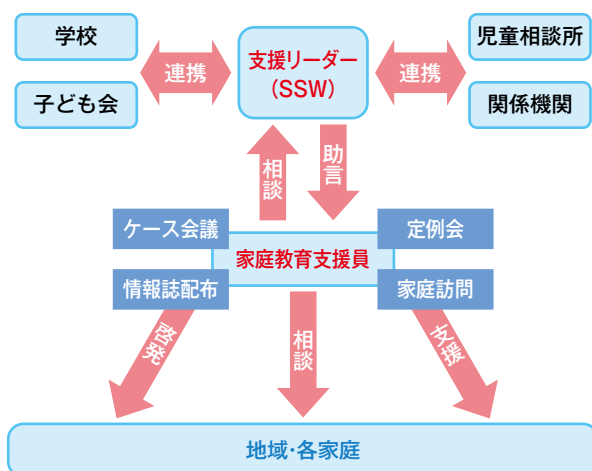 学校
子ども会
連携
支援リーダー
（SSW）
連携
児童相談所
関係機関
相談
助言
ケース会議
定例会
家庭教育支援員
情報誌配布
家庭訪問
啓発
相談
支援
地域・各家庭